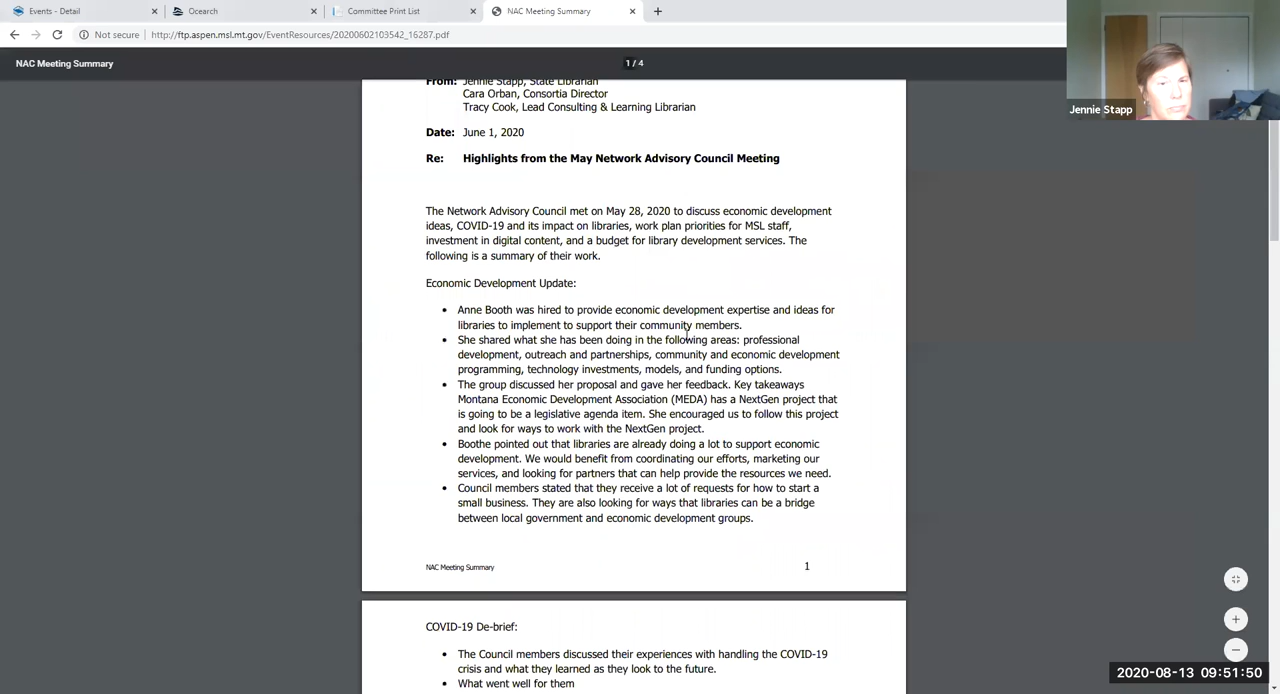 Events - Detail
Ocearch
Committee Print List
NAC Meeting Summary
Not secure
http://ftp.aspen.msl.mt.gov/EventResources/20200602103542_16287.pdf
NAC Meeting Summary
1 / 4
Jennie Stapp
From: Jennie Stapp, State Librarian
Cara Orban, Consortia Director
Tracy Cook, Lead Consulting & Learning Librarian
Date: June 1, 2020
Re: Highlights from the May Network Advisory Council Meeting
The Network Advisory Council met on May 28, 2020 to discuss economic development
ideas, COVID-19 and its impact on libraries, work plan priorities for MSL staff,
investment in digital content, and a budget for library development services. The
following is a summary of their work.
Economic Development Update:
• Anne Booth was hired to provide economic development expertise and ideas for
libraries to implement to support their community members.
• She shared what she has been doing in the following areas: professional
development, outreach and partnerships, community and economic development
programming, technology investments, models, and funding options.
• The group discussed her proposal and gave her feedback. Key takeaways
Montana Economic Development Association (MEDA) has a NextGen project that
is going to be a legislative agenda item. She encouraged us to follow this project
and look for ways to work with the NextGen project.
• Boothe pointed out that libraries are already doing a lot to support economic
development. We would benefit from coordinating our efforts, marketing our
services, and looking for partners that can help provide the resources we need.
• Council members stated that they receive a lot of requests for how to start a
small business. They are also looking for ways that libraries can be a bridge
between local government and economic development groups.
NAC Meeting Summary 1
COVID-19 De-brief:
• The Council members discussed their experiences with handling the COVID-19
crisis and what they learned as they look to the future.
• What went well for them
2020-08-13 09:51:50